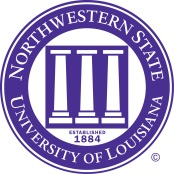 NORTHWESTERN STATE
ESTABLISHED
1884
UNIVERSITY OF LOUISIANA
©